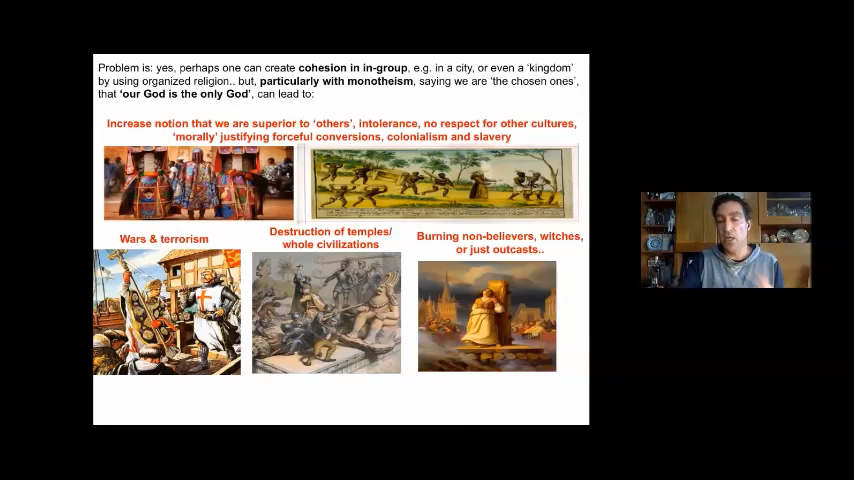 Problem is: yes, perhaps one can create cohesion in in-group, e.g. in a city, or even a 'kingdom'
by using organized religion.. but, particularly with monotheism, saying we are 'the chosen ones',
that 'our God is the only God', can lead to:
Increase notion that we are superior to 'others', intolerance, no respect for other cultures,
'morally' justifying forceful conversions, colonialism and slavery
Wars & terrorism
Destruction of temples/
whole civilizations
Burning non-believers, witches,
or just outcasts..